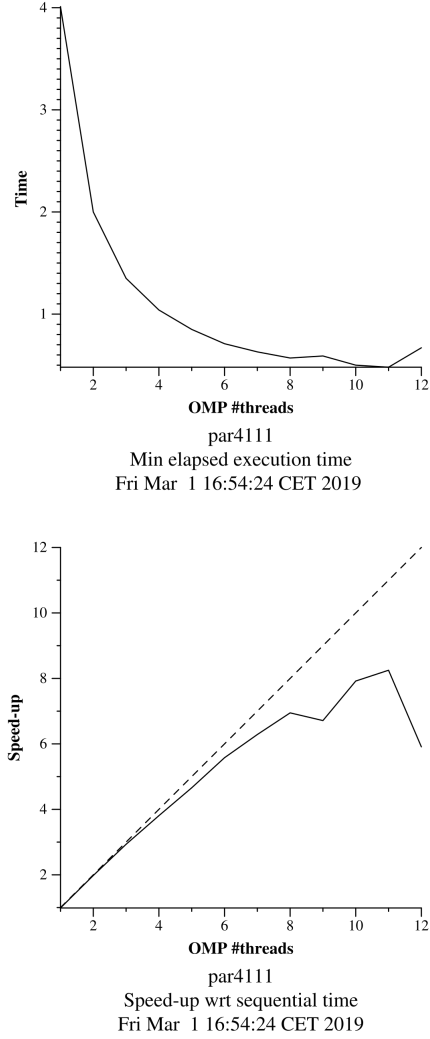 4
3
2
1
Time
2 4 6 8 10 12
OMP #threads
par4111
Min elapsed execution time
Fri Mar  1 16:54:24 CET 2019
12
10
8
6
4
2
Speed-up
2 4 6 8 10 12
OMP #threads
par4111
Speed-up wrt sequential time
Fri Mar  1 16:54:24 CET 2019